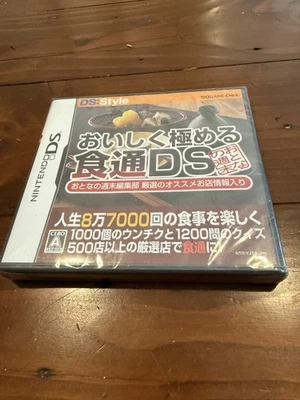 DS:Style
SQUARE ENIX
NINTENDO DS
おいしく極める
食通DS
おとなの週末編集部 厳選のオススメお店情報入り
人生8万7000回の食事を楽しく
1000個のウンチクと1200問のクイズ
500店以上の厳選店で食通に!
CERO
A